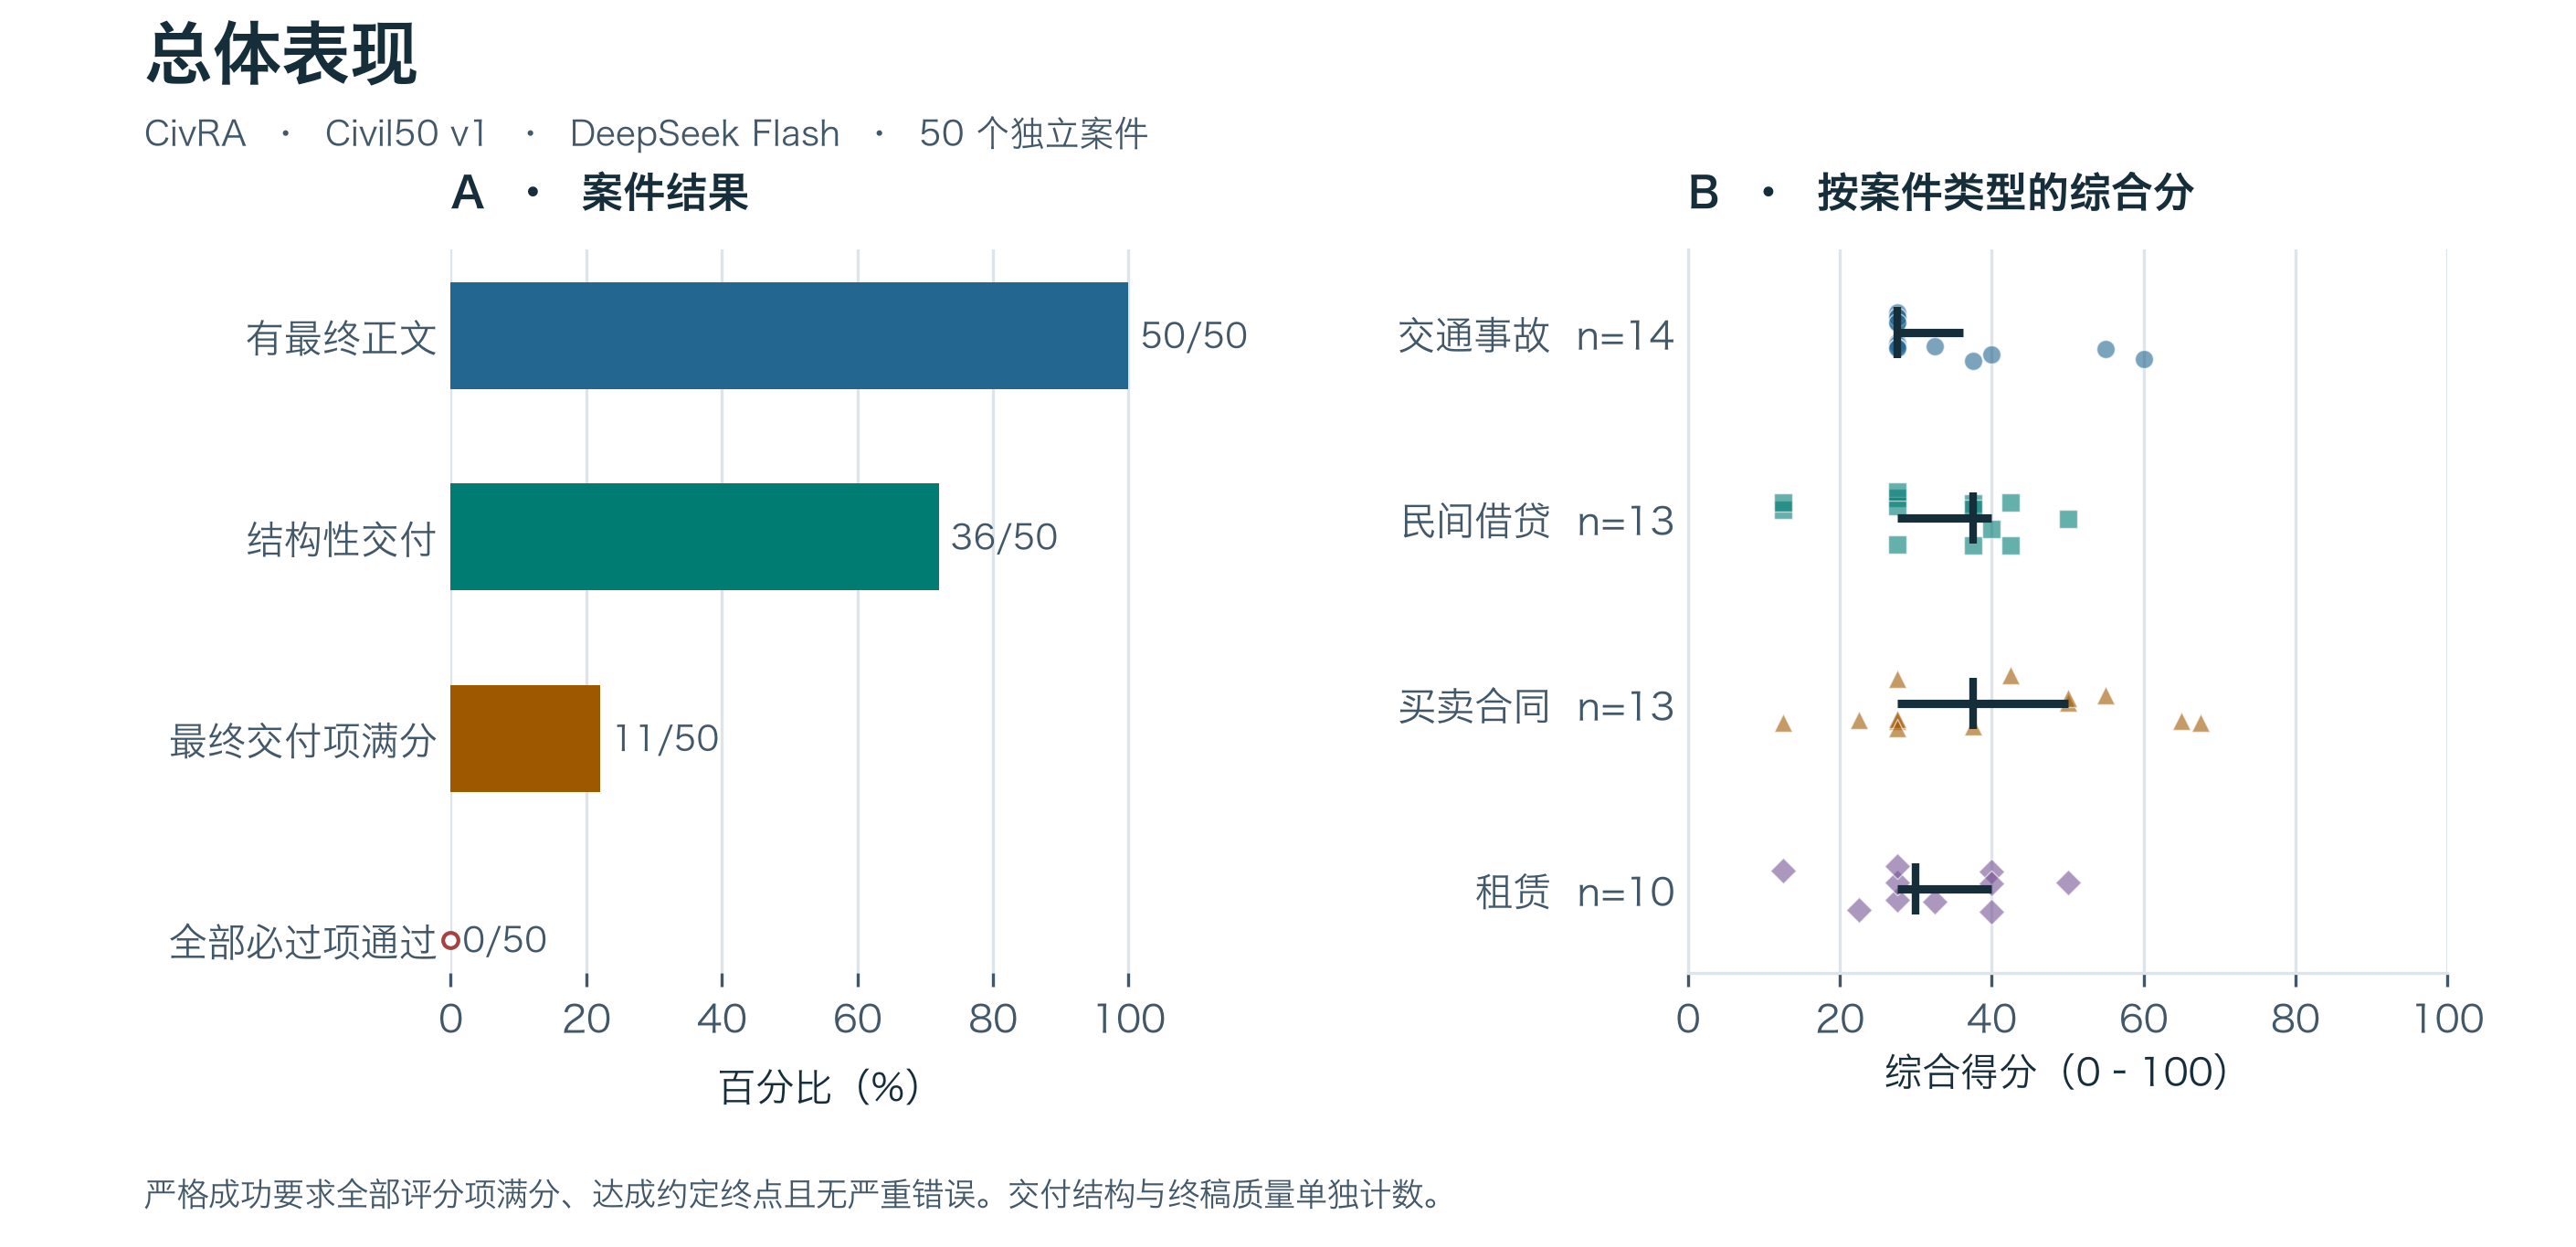 总体表现
CivRA · Civil50 v1 · DeepSeek Flash · 50 个独立案件
A · 案件结果
有最终正文
50/50
结构性交付
36/50
最终交付项满分
11/50
全部必过项通过
0/50
0 20 40 60 80 100
百分比（%）
B · 按案件类型的综合分
交通事故 n=14
民间借贷 n=13
买卖合同 n=13
租赁 n=10
0 20 40 60 80 100
综合得分（0 - 100）
严格成功要求全部评分项满分、达成约定终点且无严重错误。交付结构与终稿质量单独计数。